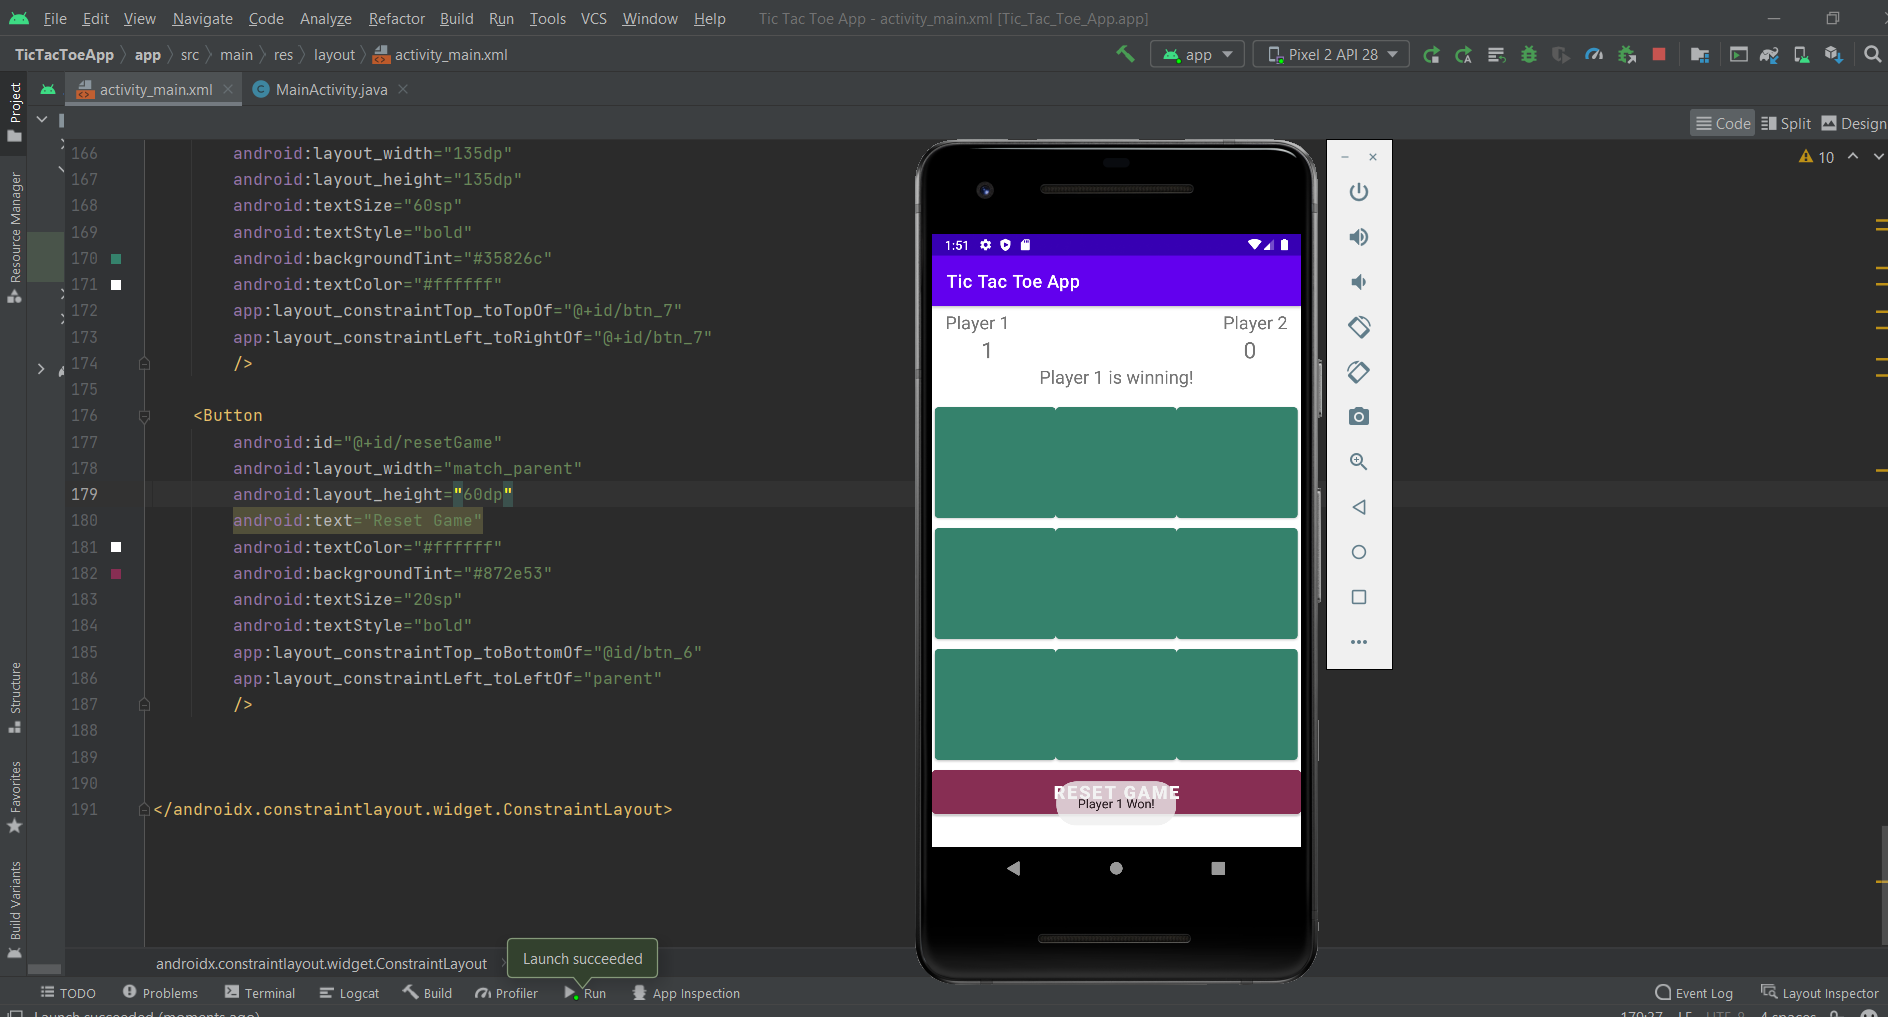 File Edit View Navigate Code Analyze Refactor Build Run Tools VCS Window Help Tic Tac Toe App - activity_main.xml [Tic_Tac_Toe_App.app]
TicTacToeApp app src main res layout activity_main.xml app Pixel 2 API 28
activity_main.xml MainActivity.java
Code Split Design
10
Project
Resource Manager
Structure
Favorites
Build Variants
166 android:layout_width="135dp"
167 android:layout_height="135dp"
168 android:textSize="60sp"
169 android:textStyle="bold"
170 android:backgroundTint="#35826c"
171 android:textColor="#ffffff"
172 app:layout_constraintTop_toTopOf="@+id/btn_7"
173 app:layout_constraintLeft_toRightOf="@+id/btn_7"
174 />
175
176 <Button
177 android:id="@+id/resetGame"
178 android:layout_width="match_parent"
179 android:layout_height="60dp"
180 android:text="Reset Game"
181 android:textColor="#ffffff"
182 android:backgroundTint="#872e53"
183 android:textSize="20sp"
184 android:textStyle="bold"
185 app:layout_constraintTop_toBottomOf="@id/btn_6"
186 app:layout_constraintLeft_toLeftOf="parent"
187 />
188
189
190
191 </androidx.constraintlayout.widget.ConstraintLayout>
1:51
Tic Tac Toe App
Player 1 Player 2
1 0
Player 1 is winning!
RESET GAME
Player 1 Won!
androidx.constraintlayout.widget.ConstraintLayout
Launch succeeded
TODO Problems Terminal Logcat Build Profiler Run App Inspection Event Log Layout Inspector
Launch succeeded (moments ago) 179:37 LF UTF-8 4 spaces